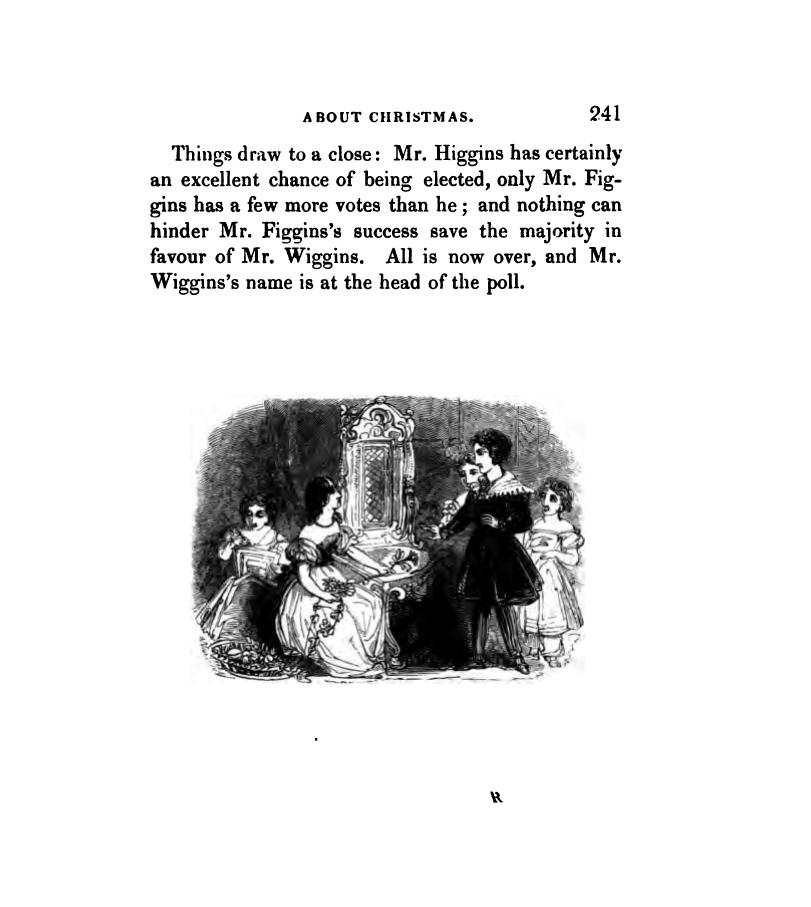 ABOUT CHRISTMAS. 241
Things draw to a close: Mr. Higgins has certainly
an excellent chance of being elected, only Mr. Fig-
gins has a few more votes than he; and nothing can
hinder Mr. Figgins's success save the majority in
favour of Mr. Wiggins. All is now over, and Mr.
Wiggins's name is at the head of the poll.
R